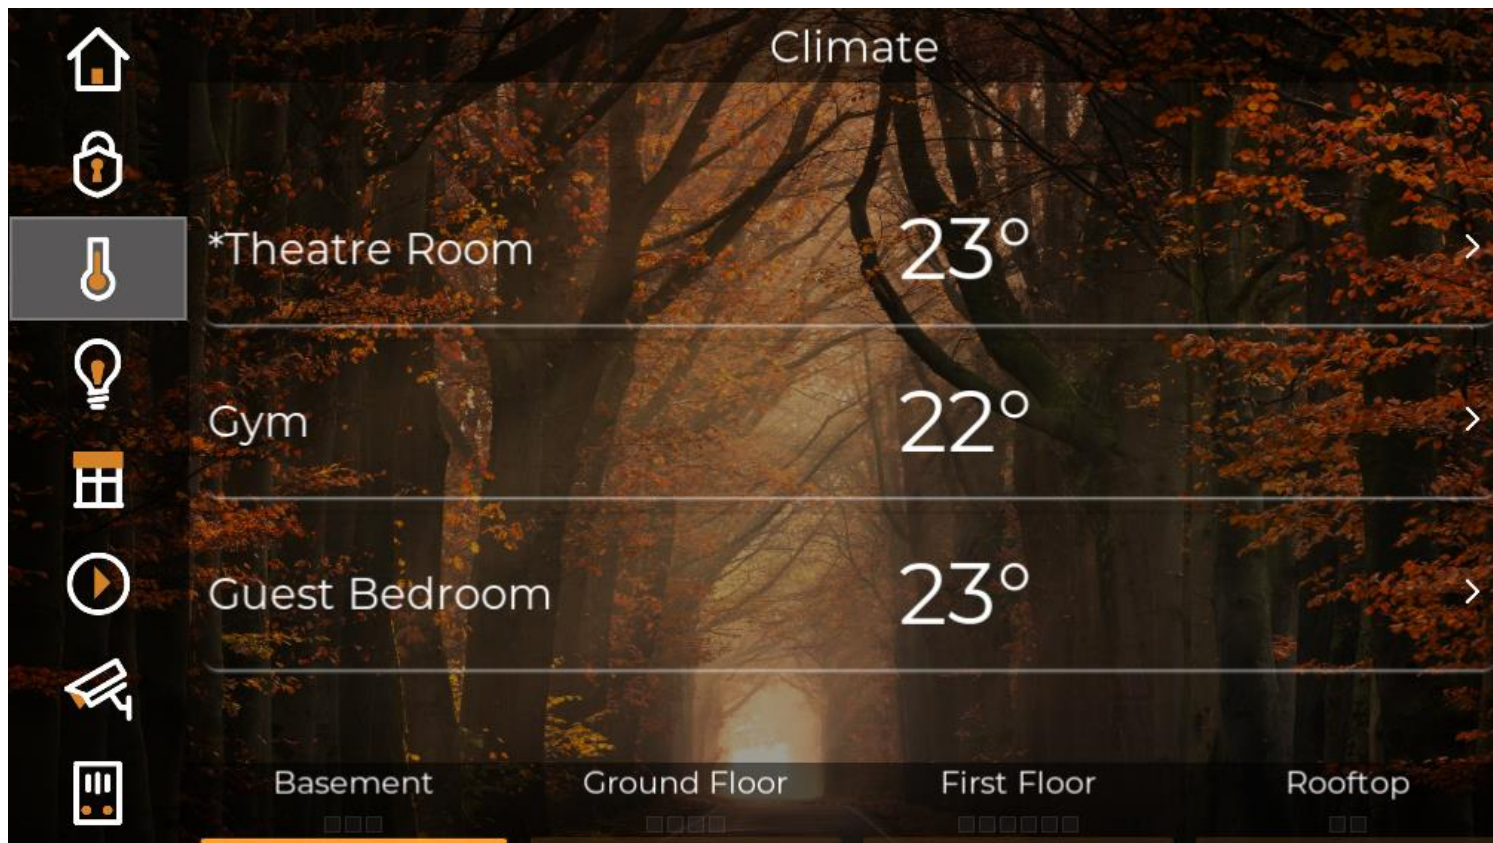 Climate
*Theatre Room 23°
Gym 22°
Guest Bedroom 23°
Basement Ground Floor First Floor Rooftop